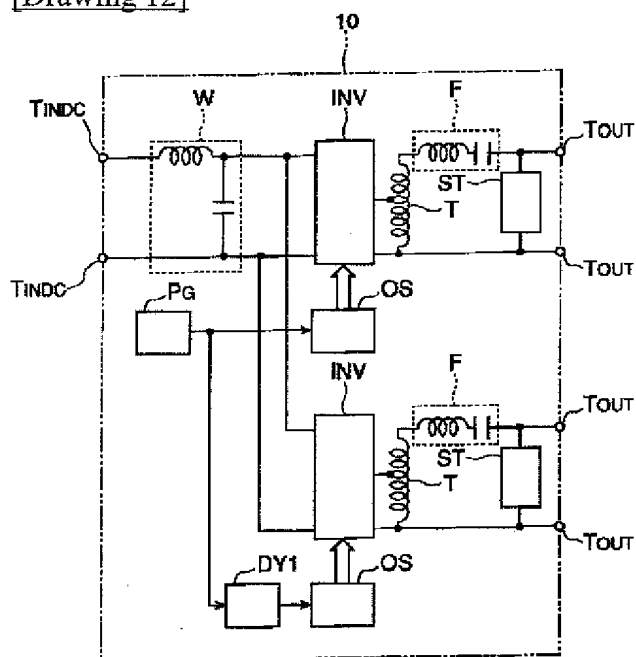 [Drawing 12]
10
W
INV
F
TINDC
TOUT
ST
T
TOUT
TINDC
PG
OS
INV
F
TOUT
ST
T
TOUT
DY1
OS